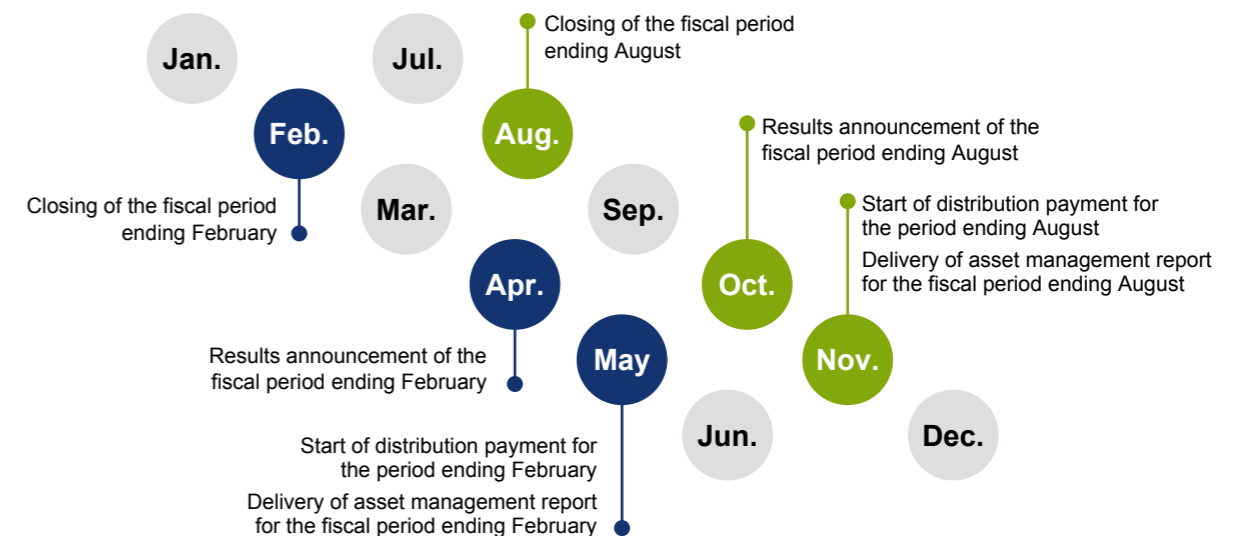 Jan.
Feb.
Closing of the fiscal period
ending February
Mar.
Apr.
Results announcement of the
fiscal period ending February
May
Start of distribution payment for
the period ending February
Delivery of asset management report
for the fiscal period ending February
Jun.
Jul.
Closing of the fiscal period
ending August
Aug.
Sep.
Results announcement of the
fiscal period ending August
Oct.
Start of distribution payment for
the period ending August
Delivery of asset management report
for the fiscal period ending August
Nov.
Dec.